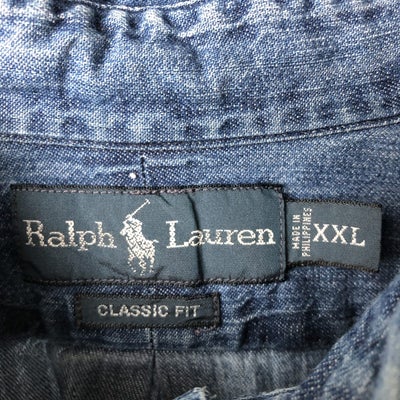 Ralph Lauren
MADE IN
PHILIPPINES
XXL
CLASSIC FIT